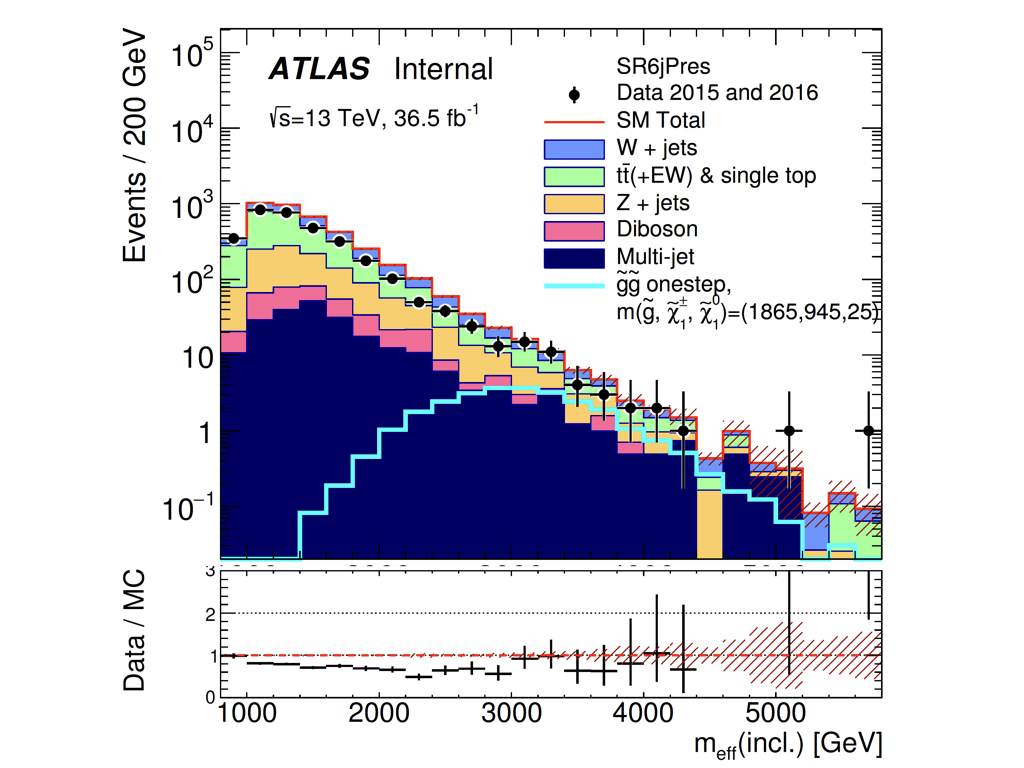 Events / 200 GeV
10⁵
10⁴
10³
10²
10
1
10⁻¹
ATLAS Internal
√s=13 TeV, 36.5 fb⁻¹
SR6jPres
Data 2015 and 2016
SM Total
W + jets
tt̄(+EW) & single top
Z + jets
Diboson
Multi-jet
g̃g̃ onestep,
m(g̃, χ̃₁±, χ̃₁⁰)=(1865,945,25)
Data / MC
3
2
1
0
1000 2000 3000 4000 5000
m_eff(incl.) [GeV]